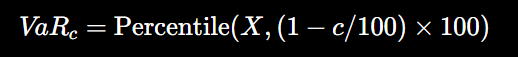 VaR_c = Percentile(X, (1 − c/100) × 100)